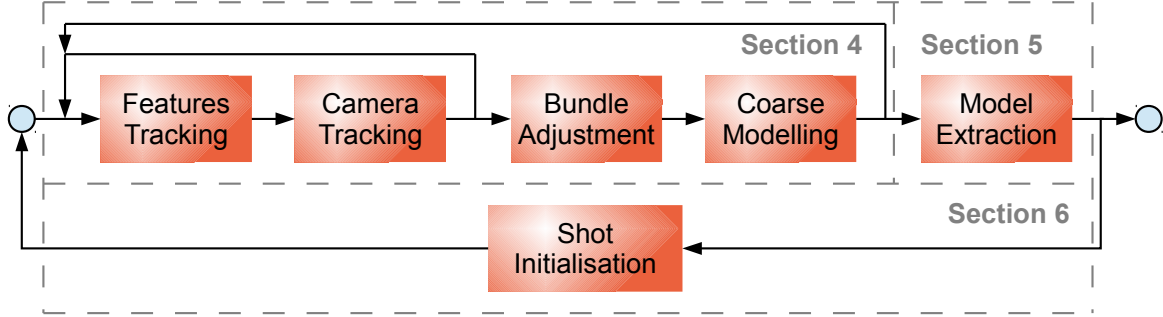 Section 4
Section 5
Features
Tracking
Camera
Tracking
Bundle
Adjustment
Coarse
Modelling
Model
Extraction
Section 6
Shot
Initialisation